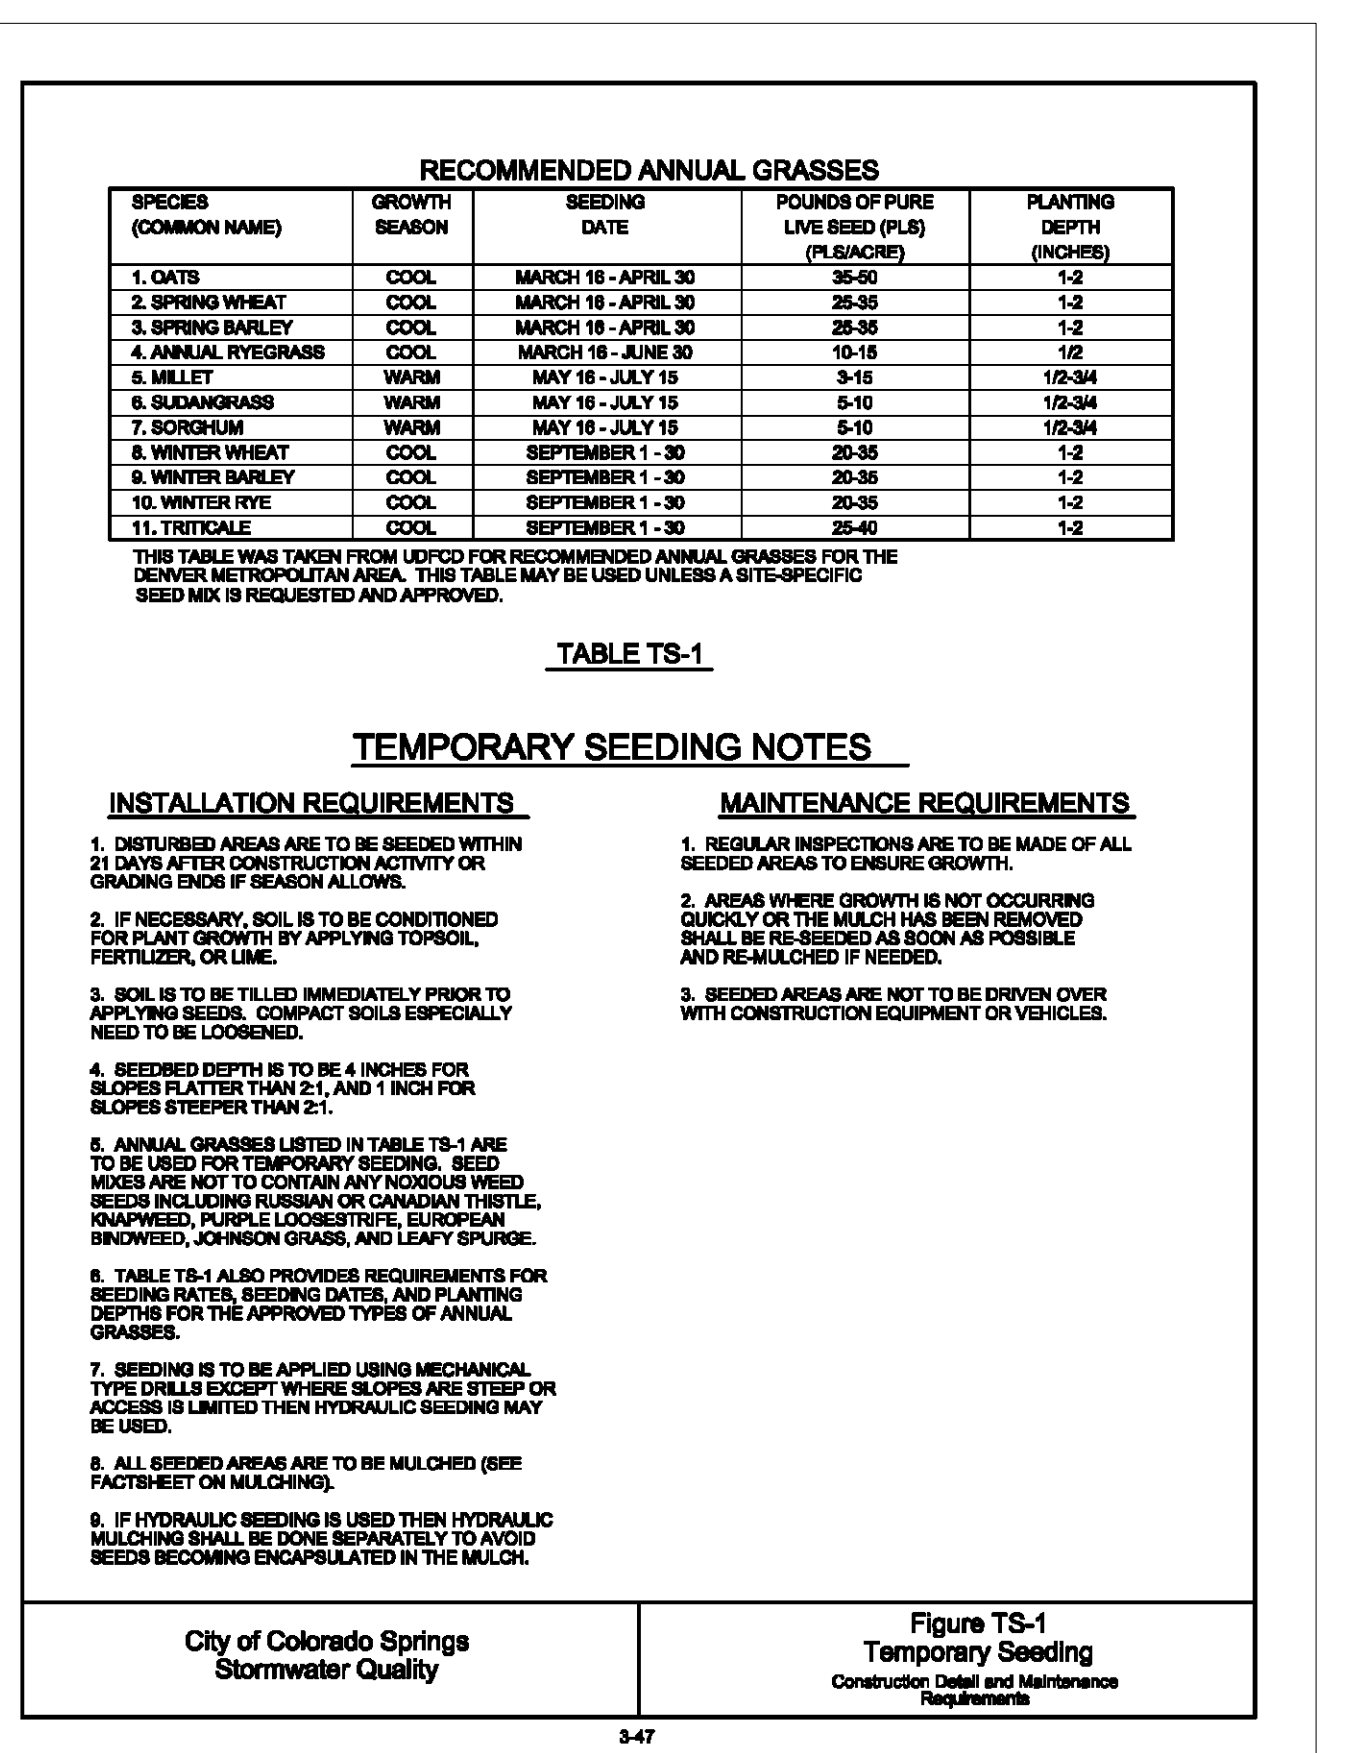 RECOMMENDED ANNUAL GRASSES
SPECIES GROWTH SEEDING POUNDS OF PURE PLANTING
(COMMON NAME) SEASON DATE LIVE SEED (PLS) DEPTH
(PLS/ACRE) (INCHES)
1. OATS COOL MARCH 16 - APRIL 30 35-50 1-2
2. SPRING WHEAT COOL MARCH 16 - APRIL 30 25-35 1-2
3. SPRING BARLEY COOL MARCH 16 - APRIL 30 25-35 1-2
4. ANNUAL RYEGRASS COOL MARCH 16 - JUNE 30 10-15 1/2
5. MILLET WARM MAY 16 - JULY 15 3-15 1/2-3/4
6. SUDANGRASS WARM MAY 16 - JULY 15 5-10 1/2-3/4
7. SORGHUM WARM MAY 16 - JULY 15 5-10 1/2-3/4
8. WINTER WHEAT COOL SEPTEMBER 1 - 30 20-35 1-2
9. WINTER BARLEY COOL SEPTEMBER 1 - 30 20-35 1-2
10. WINTER RYE COOL SEPTEMBER 1 - 30 20-35 1-2
11. TRITICALE COOL SEPTEMBER 1 - 30 25-40 1-2
THIS TABLE WAS TAKEN FROM UDFCD FOR RECOMMENDED ANNUAL GRASSES FOR THE
DENVER METROPOLITAN AREA. THIS TABLE MAY BE USED UNLESS A SITE-SPECIFIC
SEED MIX IS REQUESTED AND APPROVED.
TABLE TS-1
TEMPORARY SEEDING NOTES
INSTALLATION REQUIREMENTS
1. DISTURBED AREAS ARE TO BE SEEDED WITHIN
21 DAYS AFTER CONSTRUCTION ACTIVITY OR
GRADING ENDS IF SEASON ALLOWS.
2. IF NECESSARY, SOIL IS TO BE CONDITIONED
FOR PLANT GROWTH BY APPLYING TOPSOIL,
FERTILIZER, OR LIME.
3. SOIL IS TO BE TILLED IMMEDIATELY PRIOR TO
APPLYING SEEDS. COMPACT SOILS ESPECIALLY
NEED TO BE LOOSENED.
4. SEEDBED DEPTH IS TO BE 4 INCHES FOR
SLOPES FLATTER THAN 2:1, AND 1 INCH FOR
SLOPES STEEPER THAN 2:1.
5. ANNUAL GRASSES LISTED IN TABLE TS-1 ARE
TO BE USED FOR TEMPORARY SEEDING. SEED
MIXES ARE NOT TO CONTAIN ANY NOXIOUS WEED
SEEDS INCLUDING RUSSIAN OR CANADIAN THISTLE,
KNAPWEED, PURPLE LOOSESTRIFE, EUROPEAN
BINDWEED, JOHNSON GRASS, AND LEAFY SPURGE.
6. TABLE TS-1 ALSO PROVIDES REQUIREMENTS FOR
SEEDING RATES, SEEDING DATES, AND PLANTING
DEPTHS FOR THE APPROVED TYPES OF ANNUAL
GRASSES.
7. SEEDING IS TO BE APPLIED USING MECHANICAL
TYPE DRILLS EXCEPT WHERE SLOPES ARE STEEP OR
ACCESS IS LIMITED THEN HYDRAULIC SEEDING MAY
BE USED.
8. ALL SEEDED AREAS ARE TO BE MULCHED (SEE
FACTSHEET ON MULCHING).
9. IF HYDRAULIC SEEDING IS USED THEN HYDRAULIC
MULCHING SHALL BE DONE SEPARATELY TO AVOID
SEEDS BECOMING ENCAPSULATED IN THE MULCH.
MAINTENANCE REQUIREMENTS
1. REGULAR INSPECTIONS ARE TO BE MADE OF ALL
SEEDED AREAS TO ENSURE GROWTH.
2. AREAS WHERE GROWTH IS NOT OCCURRING
QUICKLY OR THE MULCH HAS BEEN REMOVED
SHALL BE RE-SEEDED AS SOON AS POSSIBLE
AND RE-MULCHED IF NEEDED.
3. SEEDED AREAS ARE NOT TO BE DRIVEN OVER
WITH CONSTRUCTION EQUIPMENT OR VEHICLES.
City of Colorado Springs
Stormwater Quality
Figure TS-1
Temporary Seeding
Construction Detail and Maintenance
Requirements
3-47